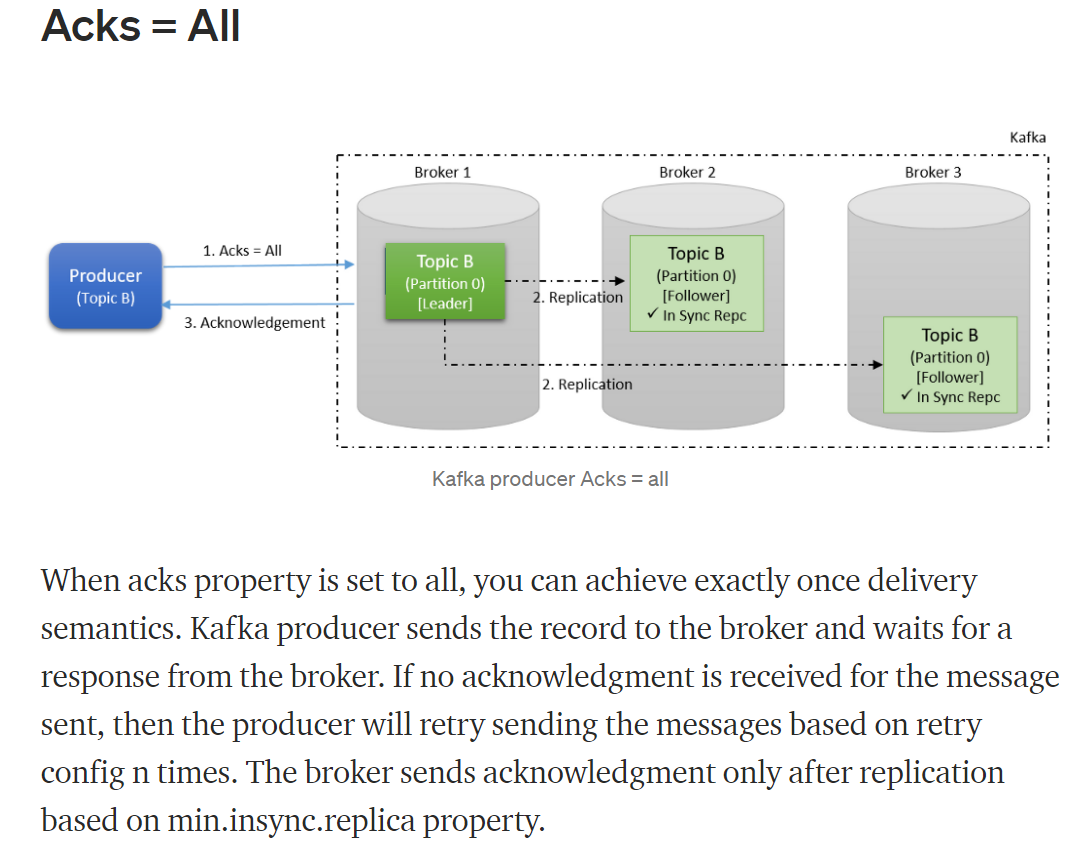 Acks = All
Kafka
Broker 1
Broker 2
Broker 3
1. Acks = All
Producer
(Topic B)
3. Acknowledgement
Topic B
(Partition 0)
[Leader]
2. Replication
Topic B
(Partition 0)
[Follower]
✓ In Sync Repc
2. Replication
Topic B
(Partition 0)
[Follower]
✓ In Sync Repc
Kafka producer Acks = all
When acks property is set to all, you can achieve exactly once delivery
semantics. Kafka producer sends the record to the broker and waits for a
response from the broker. If no acknowledgment is received for the message
sent, then the producer will retry sending the messages based on retry
config n times. The broker sends acknowledgment only after replication
based on min.insync.replica property.